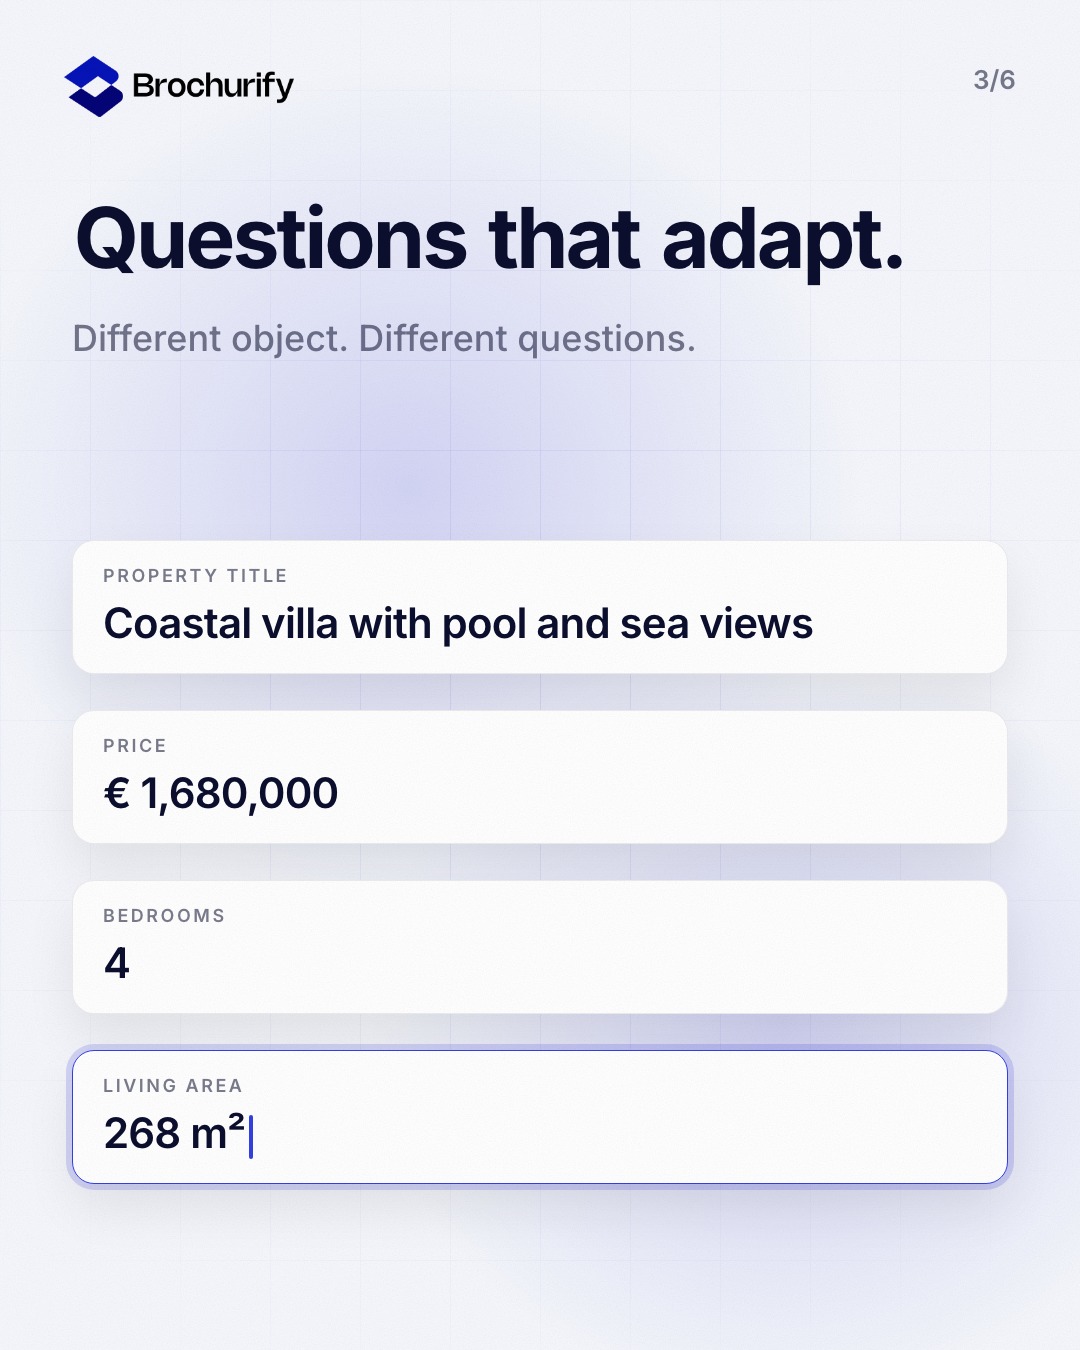 Brochurify
3/6
Questions that adapt.
Different object. Different questions.
PROPERTY TITLE
Coastal villa with pool and sea views
PRICE
€ 1,680,000
BEDROOMS
4
LIVING AREA
268 m²